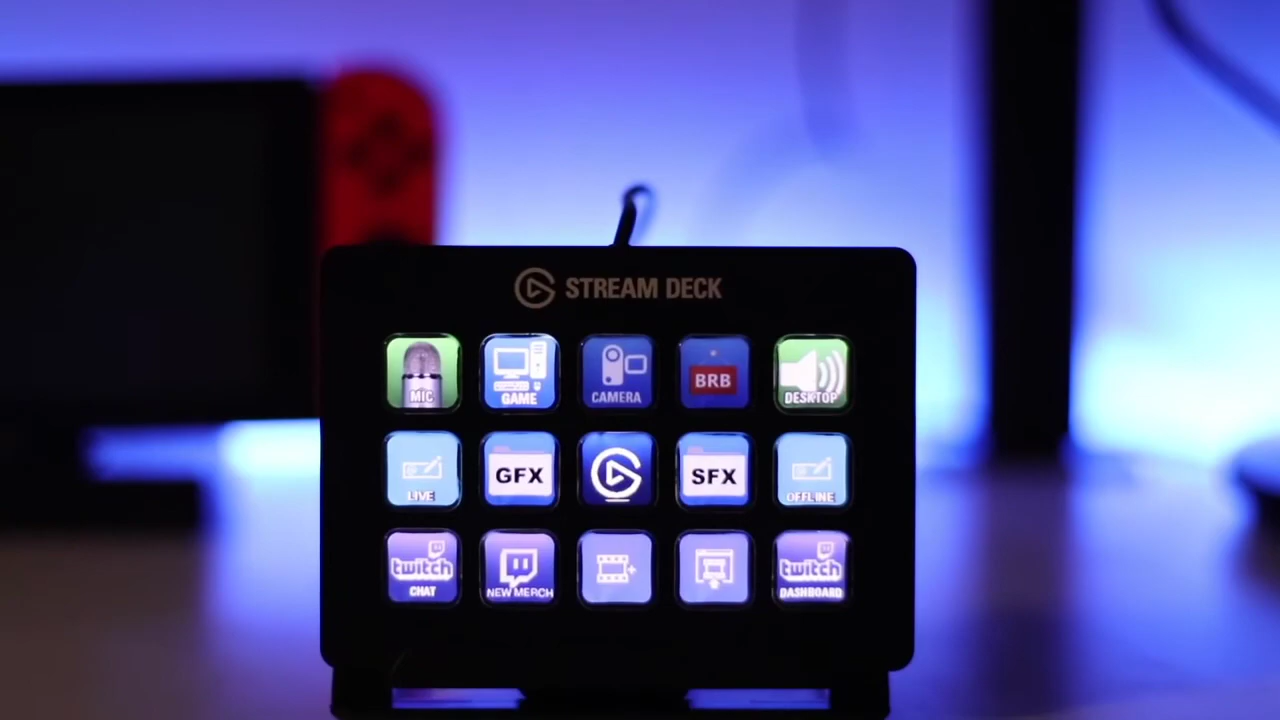 STREAM DECK
MIC
GAME
CAMERA
BRB
DESKTOP
LIVE
GFX
SFX
OFFLINE
twitch
CHAT
NEW MERCH
twitch
DASHBOARD